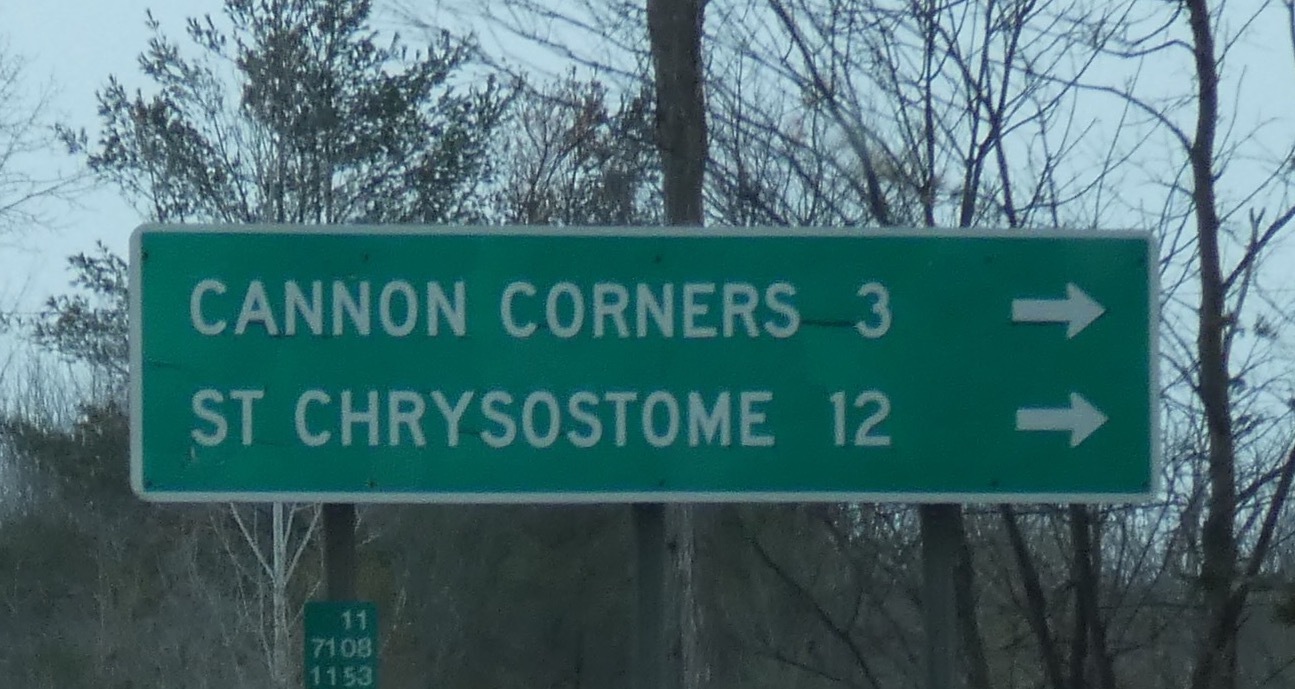 CANNON CORNERS 3
ST CHRYSOSTOME 12
11
7108
1153